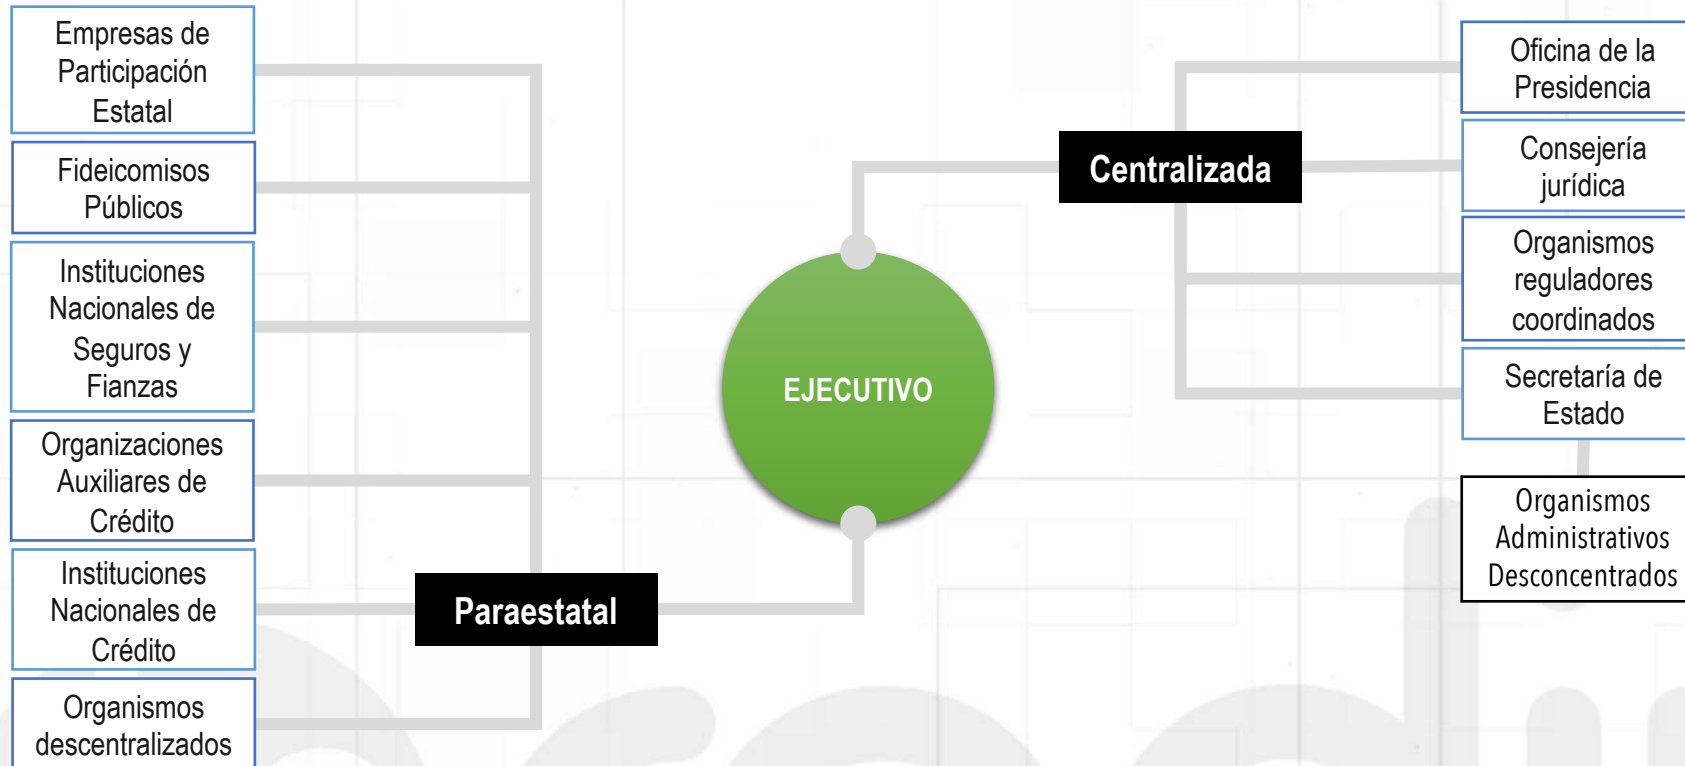 Empresas de
Participación
Estatal
Fideicomisos
Públicos
Instituciones
Nacionales de
Seguros y
Fianzas
Organizaciones
Auxiliares de
Crédito
Instituciones
Nacionales de
Crédito
Organismos
descentralizados
Paraestatal
EJECUTIVO
Centralizada
Oficina de la
Presidencia
Consejería
jurídica
Organismos
reguladores
coordinados
Secretaría de
Estado
Organismos
Administrativos
Desconcentrados